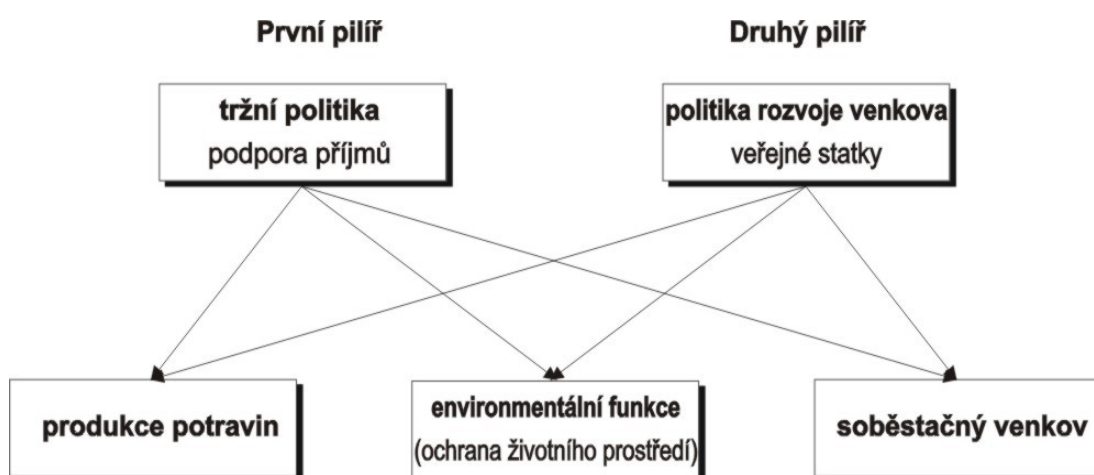 První pilíř
Druhý pilíř
tržní politika
podpora příjmů
politika rozvoje venkova
veřejné statky
produkce potravin
environmentální funkce
(ochrana životního prostředí)
soběstačný venkov